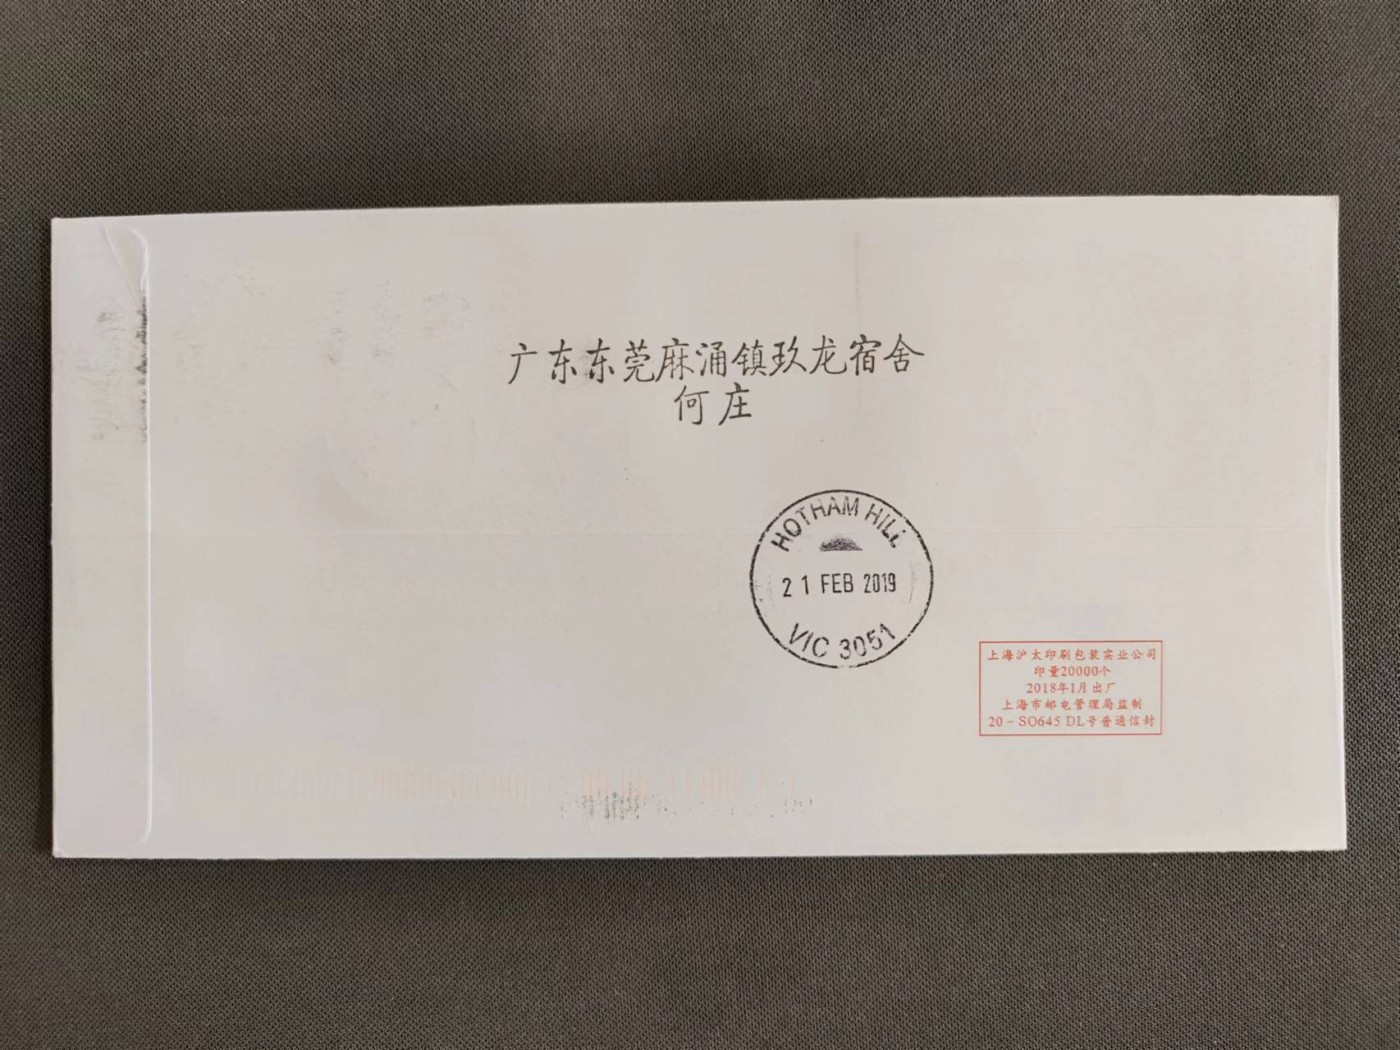 广东东莞麻涌镇玖龙宿舍
何庄
HOTHAM HILL
21 FEB 2019
VIC 3051
上海沪太印刷包装实业公司
印量20000个
2018年1月出厂
上海市邮电管理局监制
20-SO645 DL号普通信封